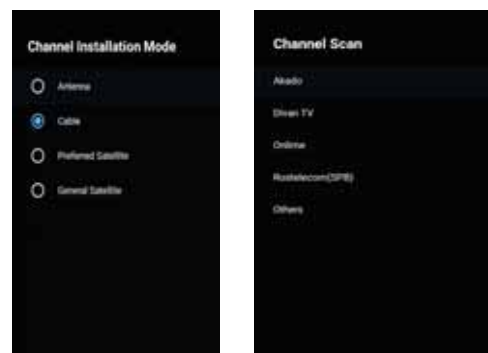 Channel Installation Mode
Antenna
Cable
Preferred Satellite
General Satellite
Channel Scan
Akado
Divan TV
Onlime
Rostelecom(SPB)
Others